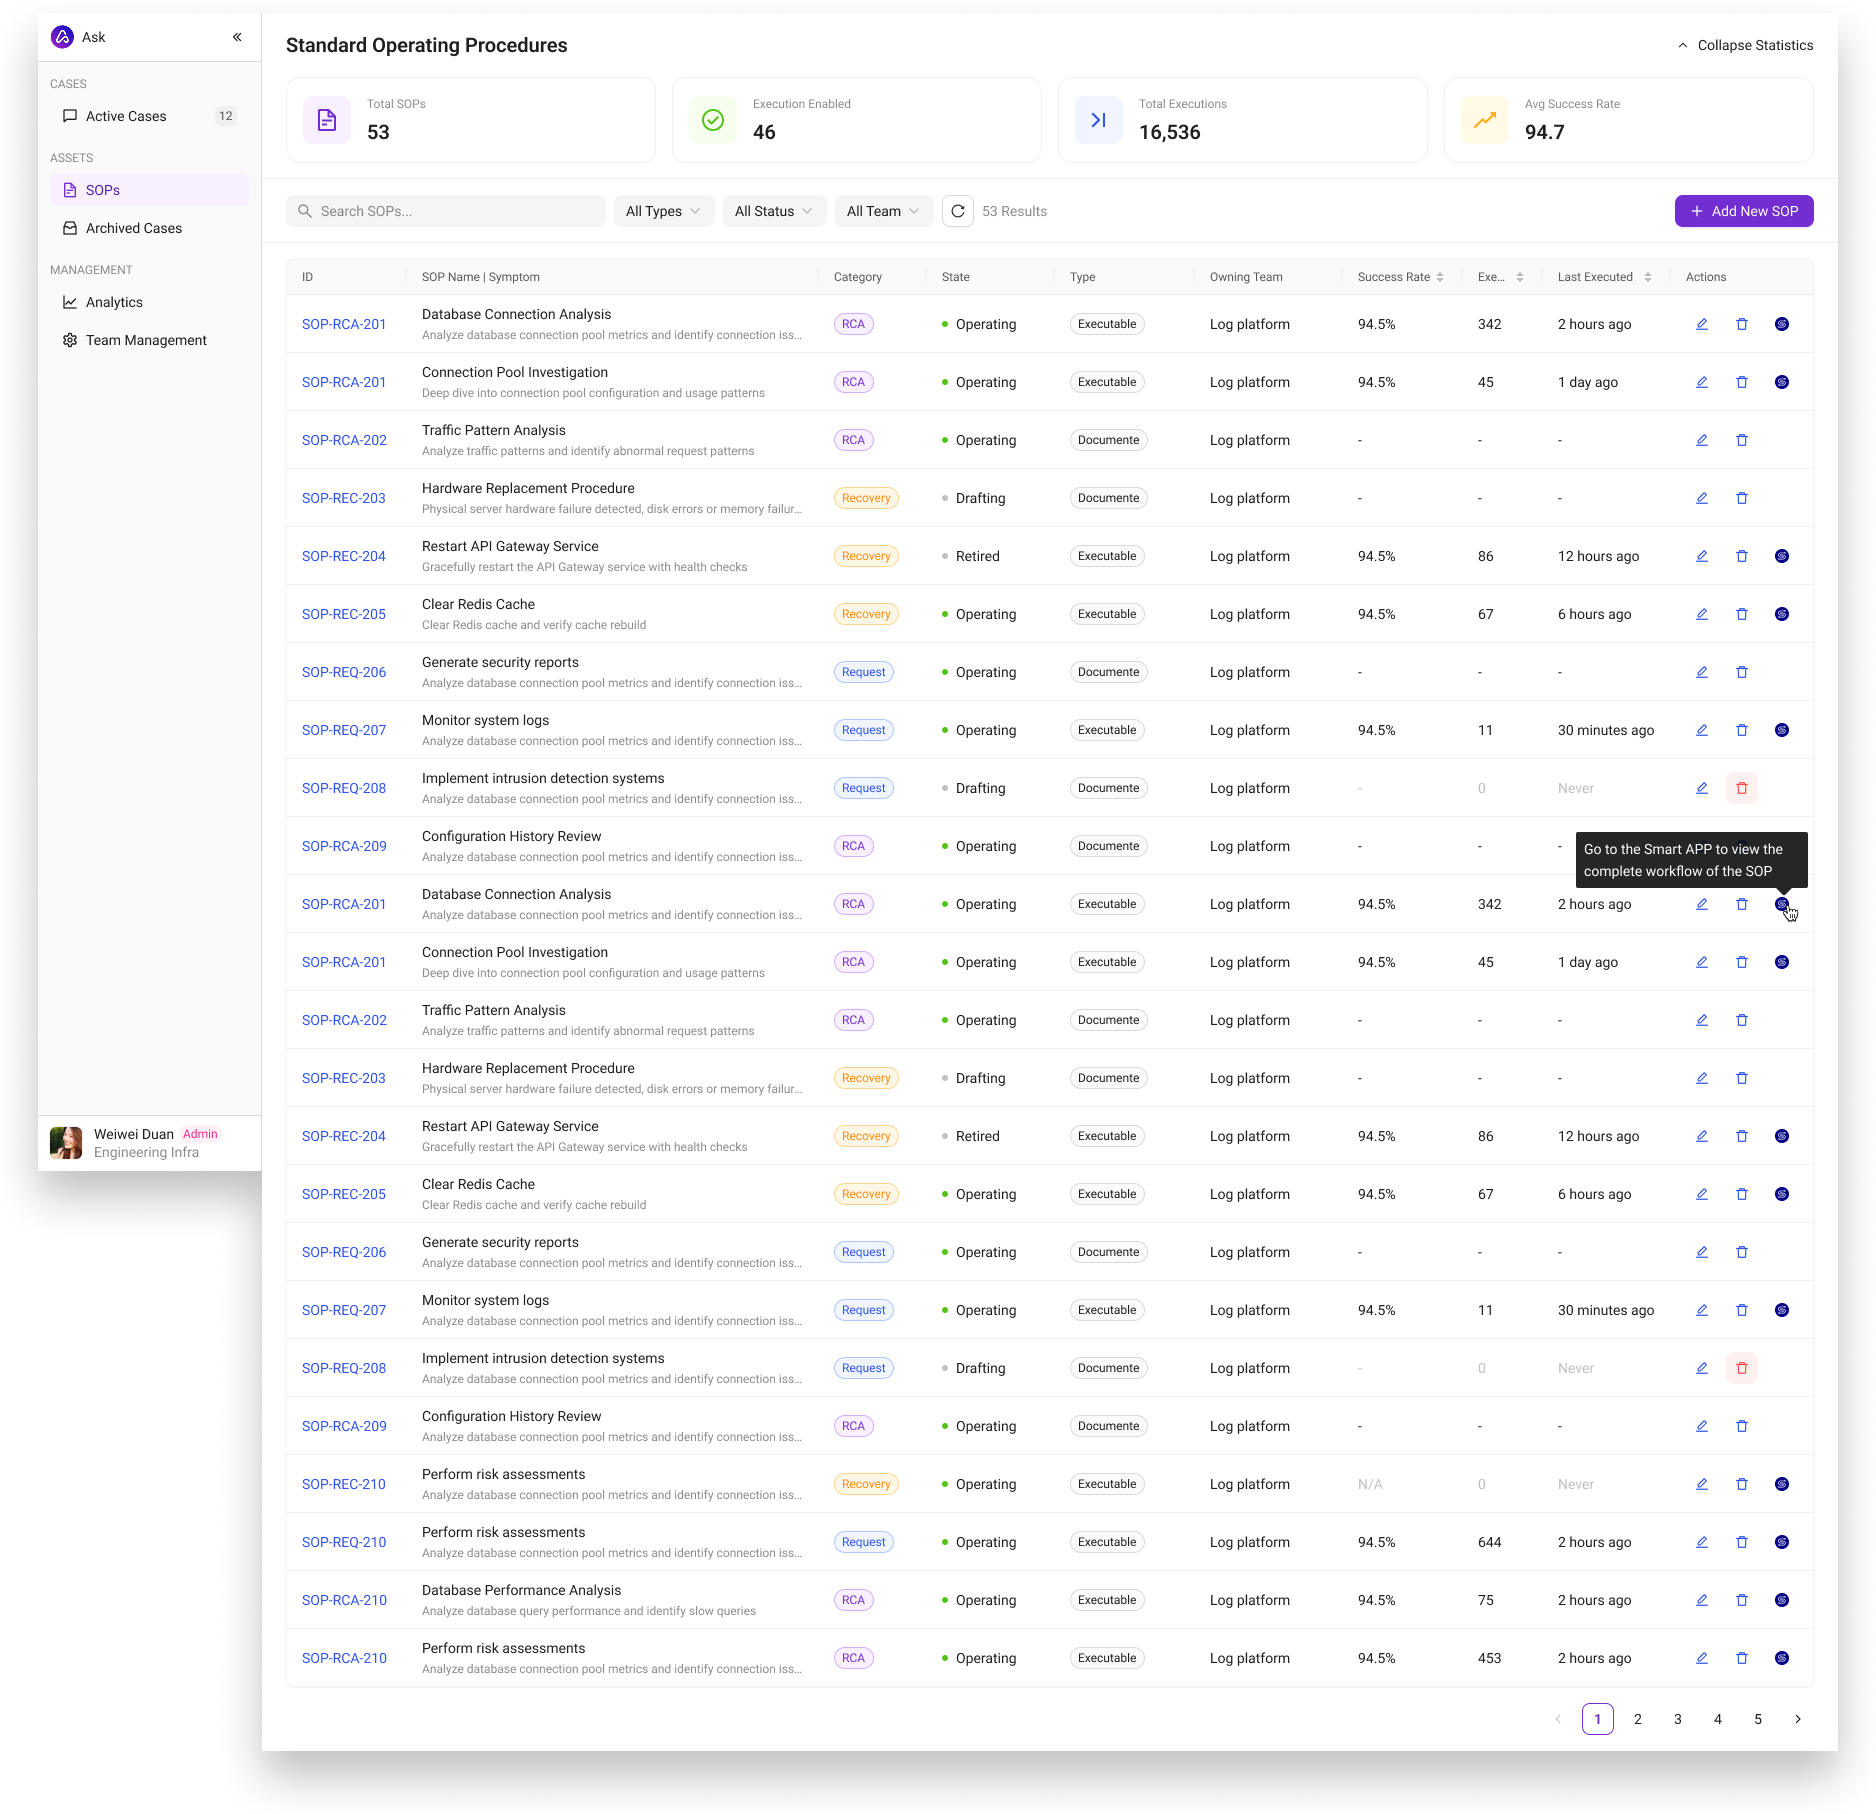 Ask
CASES
Active Cases 12
ASSETS
SOPs
Archived Cases
MANAGEMENT
Analytics
Team Management
Weiwei Duan Admin
Engineering Infra
Standard Operating Procedures
Collapse Statistics
Total SOPs
53
Execution Enabled
46
Total Executions
16,536
Avg Success Rate
94.7
Search SOPs... All Types All Status All Team 53 Results Add New SOP
ID SOP Name | Symptom Category State Type Owning Team Success Rate Exe... Last Executed Actions
Database Connection Analysis
SOP-RCA-201 RCA Operating Executable Log platform 94.5% 342 2 hours ago
Analyze database connection pool metrics and identify connection iss...
Connection Pool Investigation
SOP-RCA-201 RCA Operating Executable Log platform 94.5% 45 1 day ago
Deep dive into connection pool configuration and usage patterns
Traffic Pattern Analysis
SOP-RCA-202 RCA Operating Documente Log platform - - -
Analyze traffic patterns and identify abnormal request patterns
Hardware Replacement Procedure
SOP-REC-203 Recovery Drafting Documente Log platform - - -
Physical server hardware failure detected, disk errors or memory failur...
Restart API Gateway Service
SOP-REC-204 Recovery Retired Executable Log platform 94.5% 86 12 hours ago
Gracefully restart the API Gateway service with health checks
Clear Redis Cache
SOP-REC-205 Recovery Operating Executable Log platform 94.5% 67 6 hours ago
Clear Redis cache and verify cache rebuild
Generate security reports
SOP-REQ-206 Request Operating Documente Log platform - - -
Analyze database connection pool metrics and identify connection iss...
Monitor system logs
SOP-REQ-207 Request Operating Executable Log platform 94.5% 11 30 minutes ago
Analyze database connection pool metrics and identify connection iss...
Implement intrusion detection systems
SOP-REQ-208 Request Drafting Documente Log platform - 0 Never
Analyze database connection pool metrics and identify connection iss...
Configuration History Review
SOP-RCA-209 RCA Operating Documente Log platform - - -
Analyze database connection pool metrics and identify connection iss...
Go to the Smart APP to view the
complete workflow of the SOP
Database Connection Analysis
SOP-RCA-201 RCA Operating Executable Log platform 94.5% 342 2 hours ago
Analyze database connection pool metrics and identify connection iss...
Connection Pool Investigation
SOP-RCA-201 RCA Operating Executable Log platform 94.5% 45 1 day ago
Deep dive into connection pool configuration and usage patterns
Traffic Pattern Analysis
SOP-RCA-202 RCA Operating Documente Log platform - - -
Analyze traffic patterns and identify abnormal request patterns
Hardware Replacement Procedure
SOP-REC-203 Recovery Drafting Documente Log platform - - -
Physical server hardware failure detected, disk errors or memory failur...
Restart API Gateway Service
SOP-REC-204 Recovery Retired Executable Log platform 94.5% 86 12 hours ago
Gracefully restart the API Gateway service with health checks
Clear Redis Cache
SOP-REC-205 Recovery Operating Executable Log platform 94.5% 67 6 hours ago
Clear Redis cache and verify cache rebuild
Generate security reports
SOP-REQ-206 Request Operating Documente Log platform - - -
Analyze database connection pool metrics and identify connection iss...
Monitor system logs
SOP-REQ-207 Request Operating Executable Log platform 94.5% 11 30 minutes ago
Analyze database connection pool metrics and identify connection iss...
Implement intrusion detection systems
SOP-REQ-208 Request Drafting Documente Log platform - 0 Never
Analyze database connection pool metrics and identify connection iss...
Configuration History Review
SOP-RCA-209 RCA Operating Documente Log platform - - -
Analyze database connection pool metrics and identify connection iss...
Perform risk assessments
SOP-REC-210 Recovery Operating Executable Log platform N/A 0 Never
Analyze database connection pool metrics and identify connection iss...
Perform risk assessments
SOP-REQ-210 Request Operating Executable Log platform 94.5% 644 2 hours ago
Analyze database connection pool metrics and identify connection iss...
Database Performance Analysis
SOP-RCA-210 RCA Operating Executable Log platform 94.5% 75 2 hours ago
Analyze database query performance and identify slow queries
Perform risk assessments
SOP-RCA-210 RCA Operating Executable Log platform 94.5% 453 2 hours ago
Analyze database connection pool metrics and identify connection iss...
1 2 3 4 5